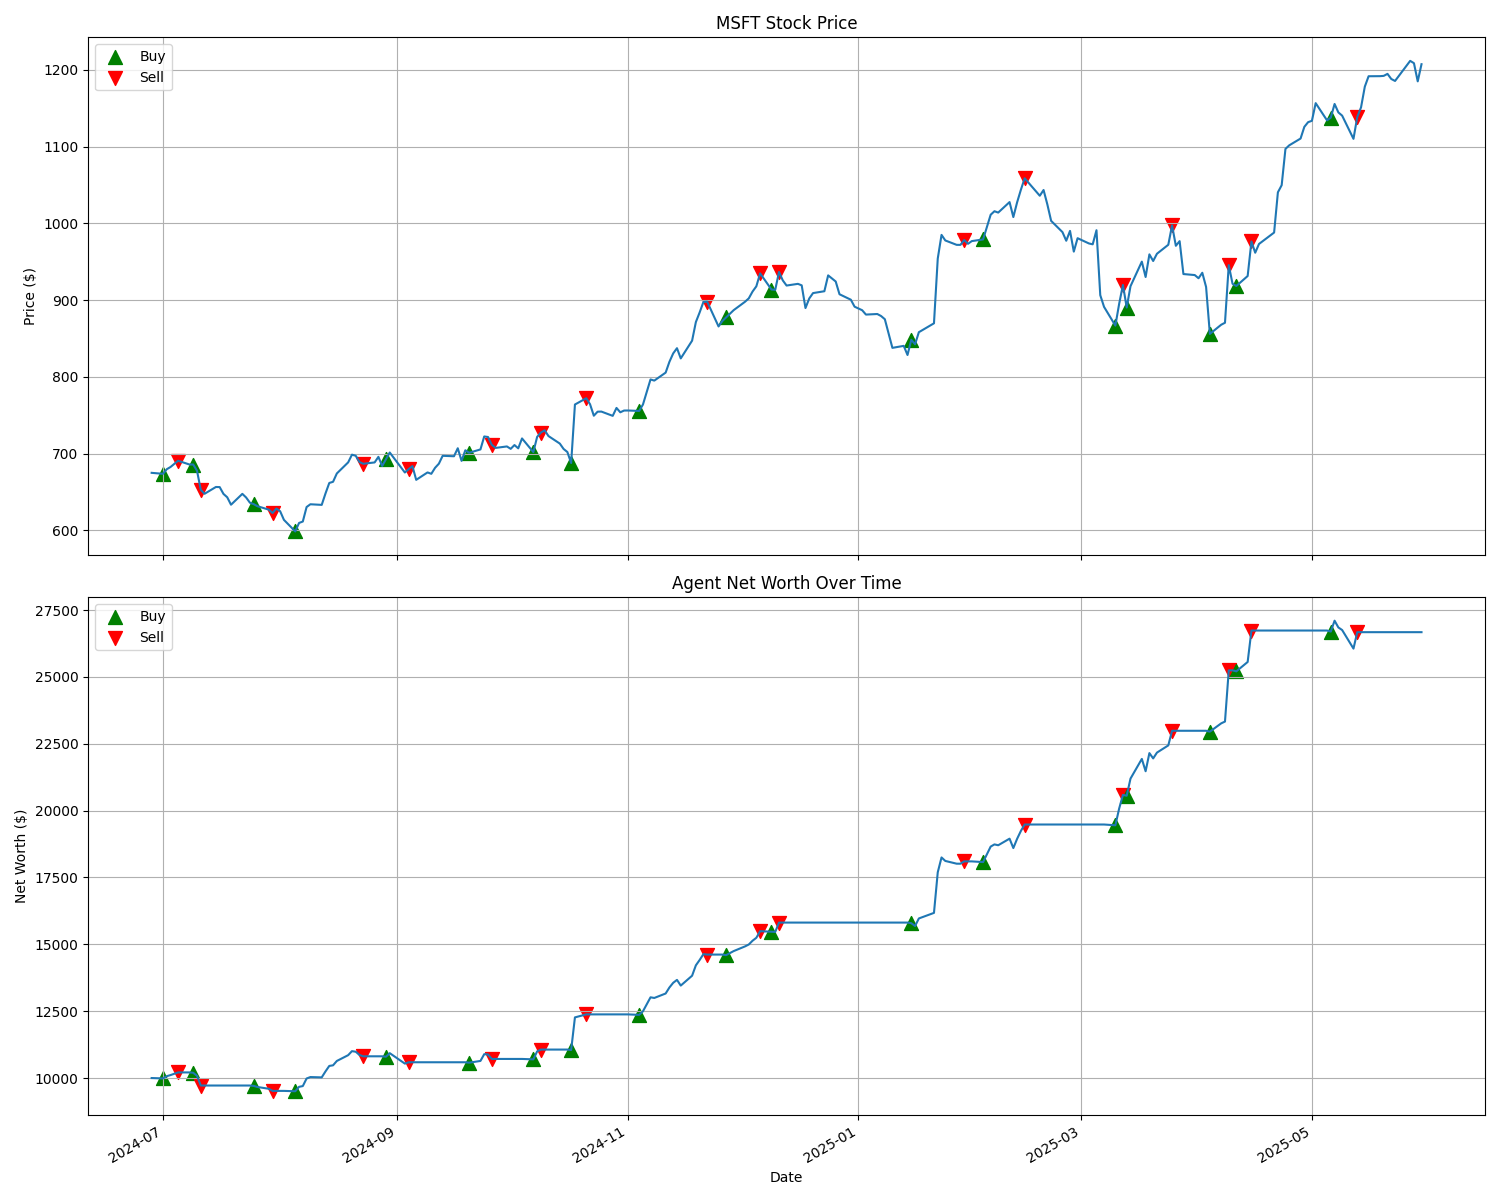 MSFT Stock Price
Buy
Sell
1200
1100
1000
900
800
700
600
Price ($)
Agent Net Worth Over Time
Buy
Sell
27500
25000
22500
20000
17500
15000
12500
10000
Net Worth ($)
2024-07
2024-09
2024-11
2025-01
2025-03
2025-05
Date